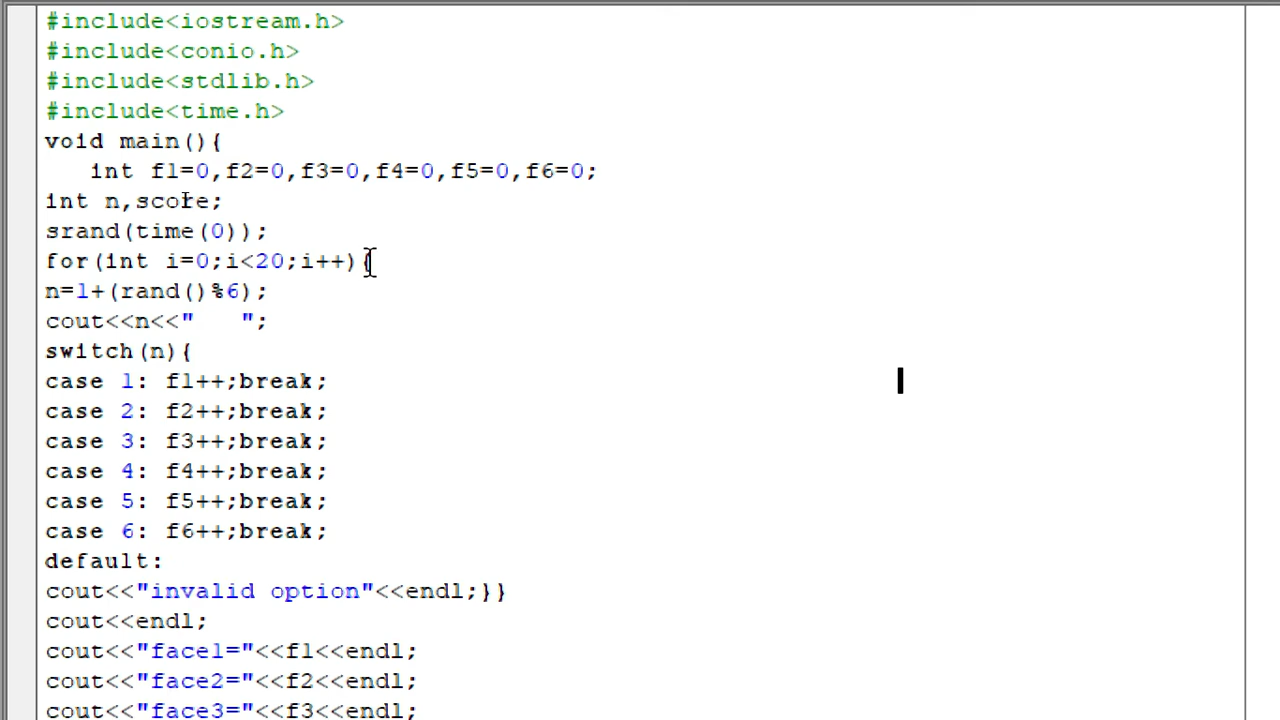 #include<iostream.h>
#include<conio.h>
#include<stdlib.h>
#include<time.h>
void main(){
   int f1=0,f2=0,f3=0,f4=0,f5=0,f6=0;
int n,score;
srand(time(0));
for(int i=0;i<20;i++){
n=1+(rand()%6);
cout<<n<<"   ";
switch(n){
case 1: f1++;break;
case 2: f2++;break;
case 3: f3++;break;
case 4: f4++;break;
case 5: f5++;break;
case 6: f6++;break;
default:
cout<<"invalid option"<<endl;}}
cout<<endl;
cout<<"face1="<<f1<<endl;
cout<<"face2="<<f2<<endl;
cout<<"face3="<<f3<<endl;